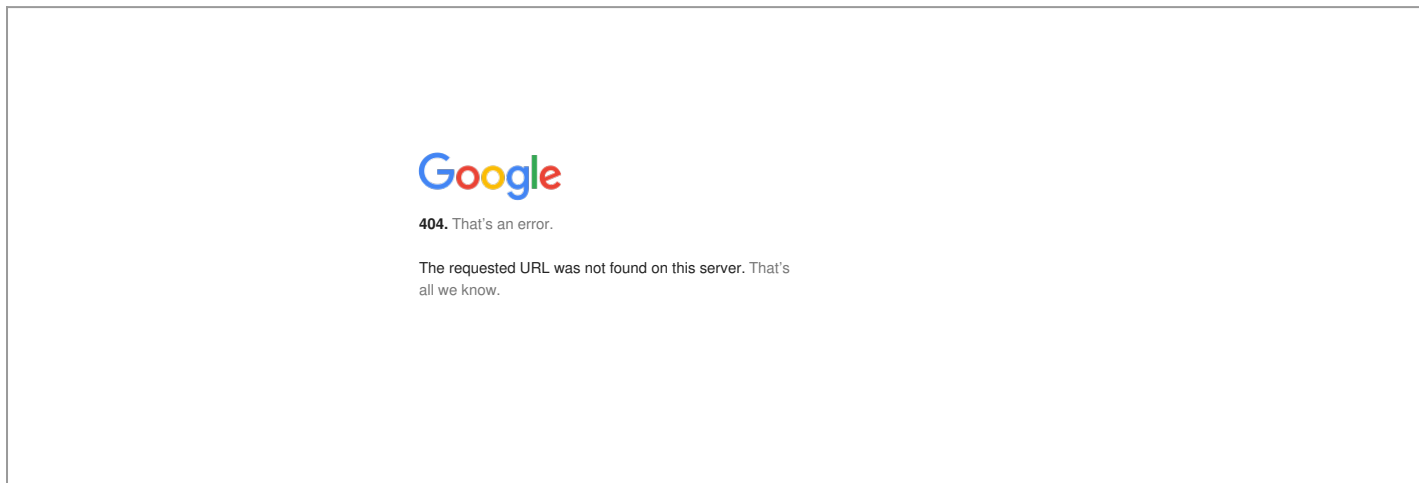 Google
404. That’s an error.
The requested URL was not found on this server. That’s
all we know.